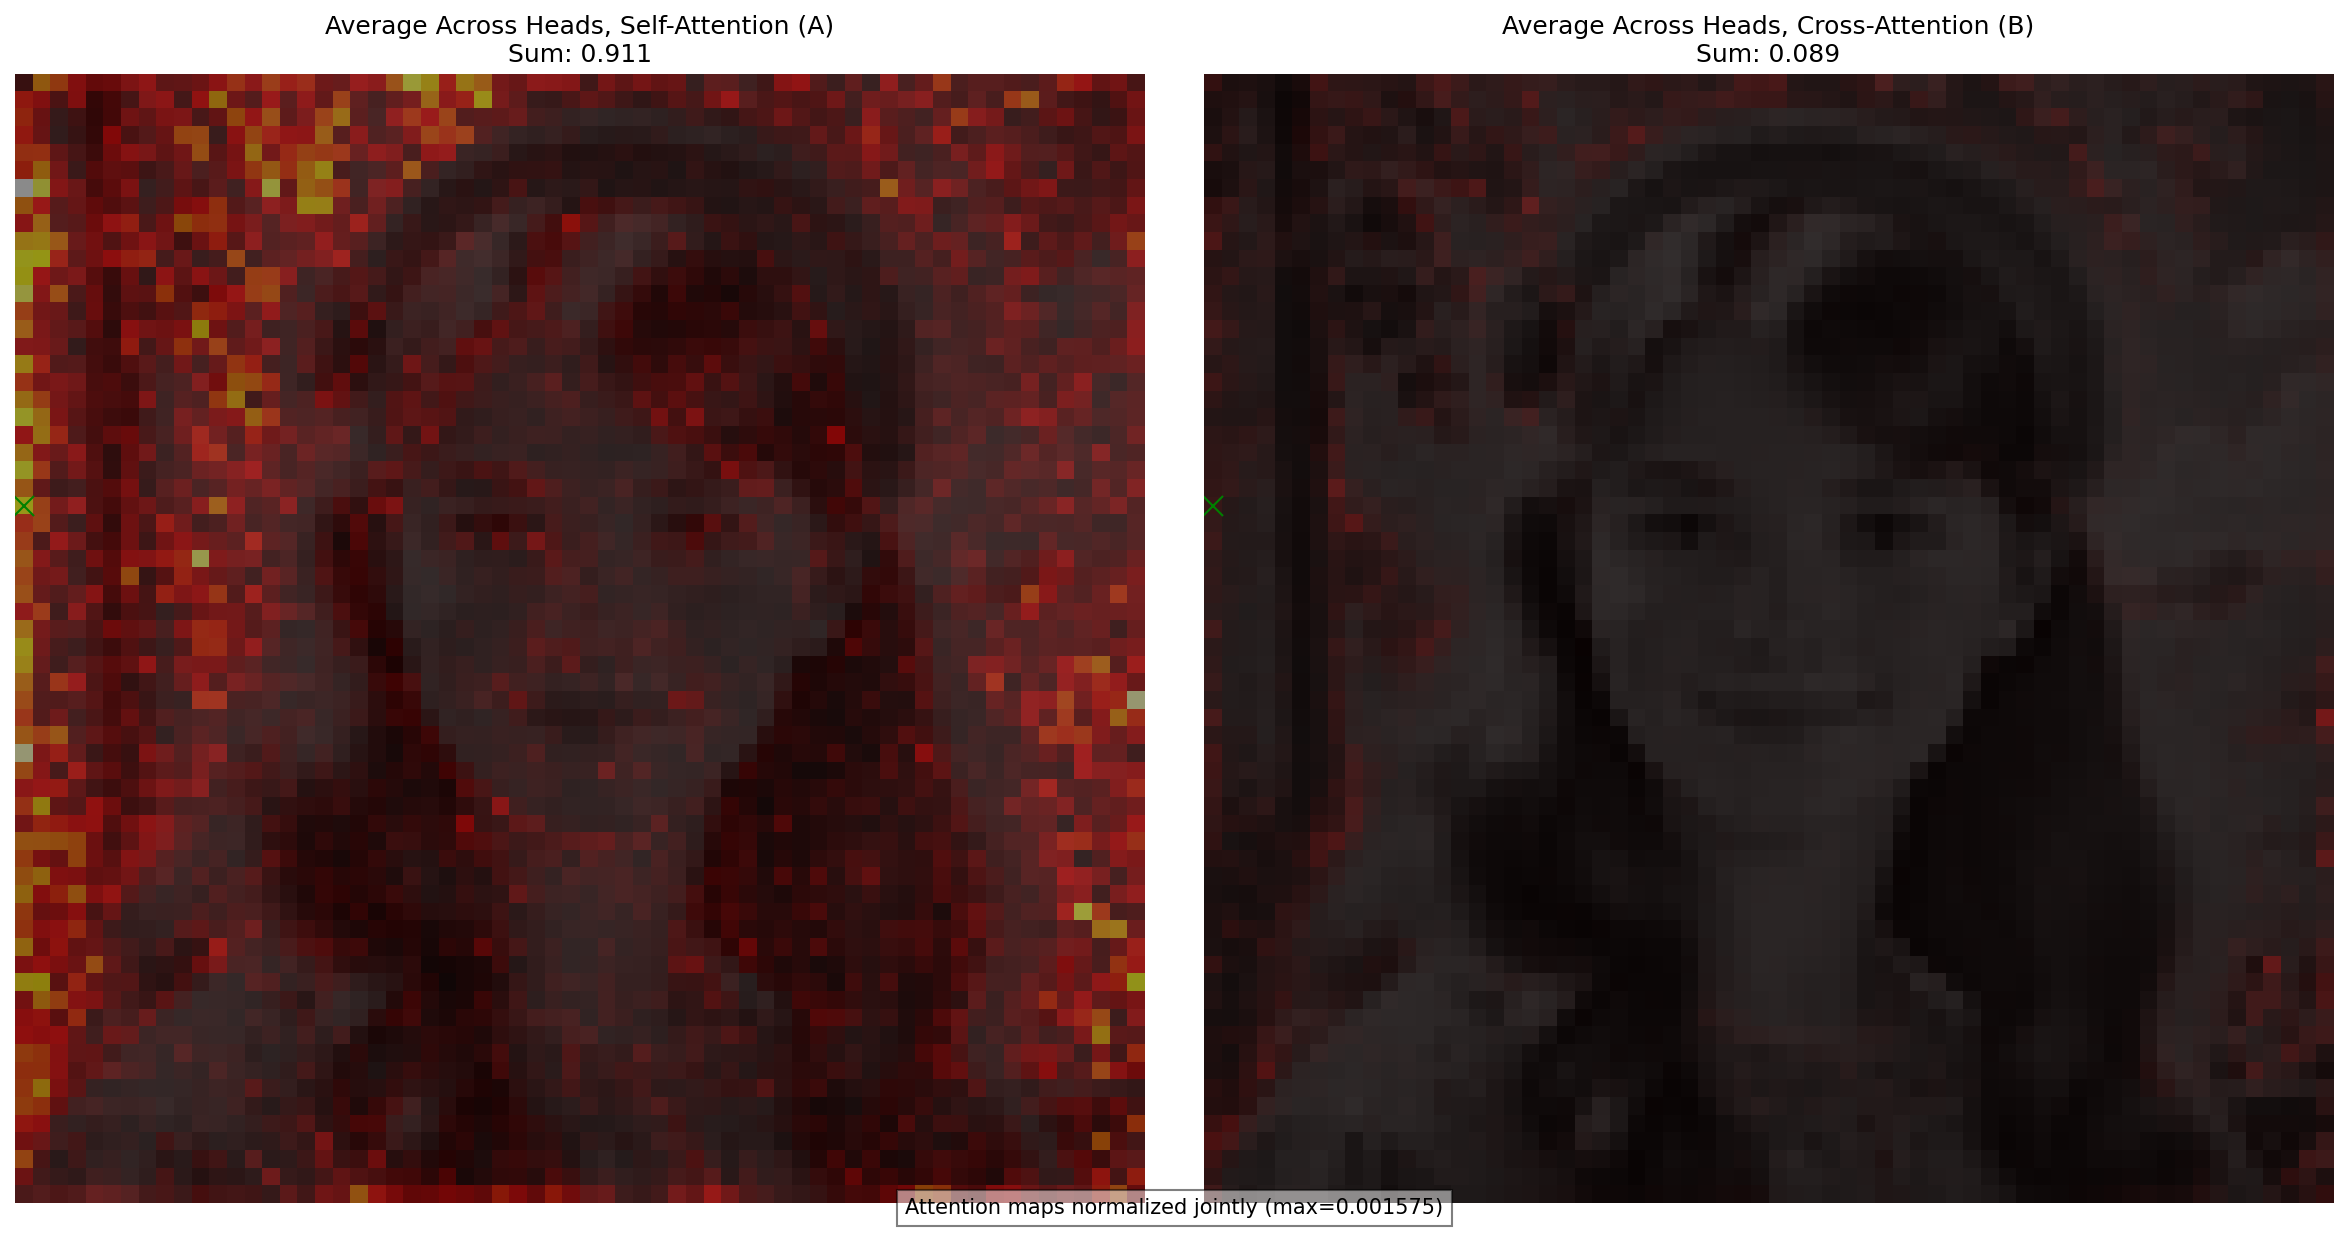 Average Across Heads, Self-Attention (A)
Sum: 0.911
Average Across Heads, Cross-Attention (B)
Sum: 0.089
Attention maps normalized jointly (max=0.001575)